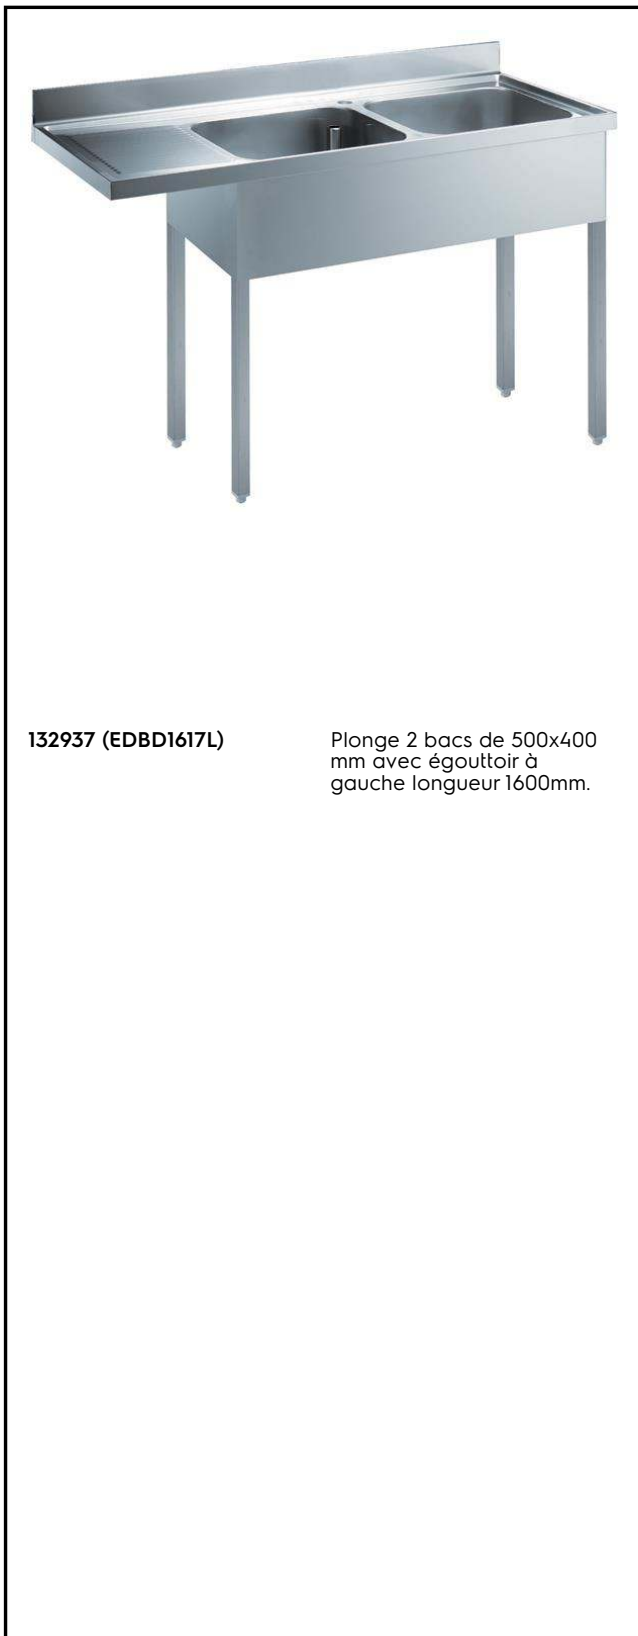 132937 (EDBD1617L)
Plonge 2 bacs de 500x400
mm avec égouttoir à
gauche longueur 1600mm.